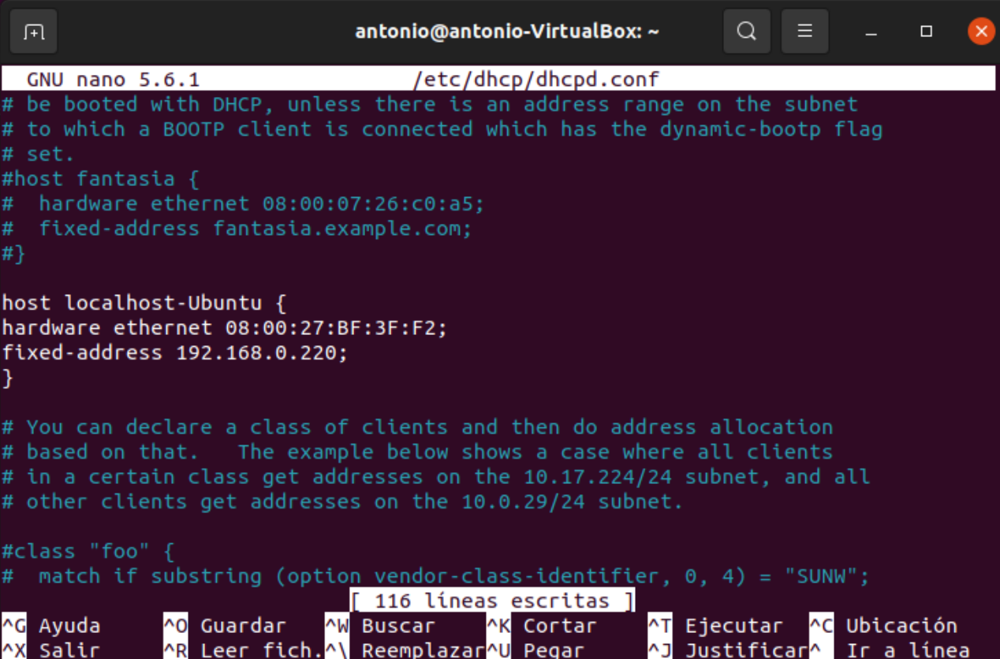 antonio@antonio-VirtualBox: ~
GNU nano 5.6.1 /etc/dhcp/dhcpd.conf
# be booted with DHCP, unless there is an address range on the subnet
# to which a BOOTP client is connected which has the dynamic-bootp flag
# set.
#host fantasia {
#  hardware ethernet 08:00:07:26:c0:a5;
#  fixed-address fantasia.example.com;
#}
host localhost-Ubuntu {
hardware ethernet 08:00:27:BF:3F:F2;
fixed-address 192.168.0.220;
}
# You can declare a class of clients and then do address allocation
# based on that.   The example below shows a case where all clients
# in a certain class get addresses on the 10.17.224/24 subnet, and all
# other clients get addresses on the 10.0.29/24 subnet.
#class "foo" {
#  match if substring (option vendor-class-identifier, 0, 4) = "SUNW";
[ 116 líneas escritas ]
^G Ayuda ^O Guardar ^W Buscar ^K Cortar ^T Ejecutar ^C Ubicación
^X Salir ^R Leer fich. ^\ Reemplazar ^U Pegar ^J Justificar ^ Ir a línea